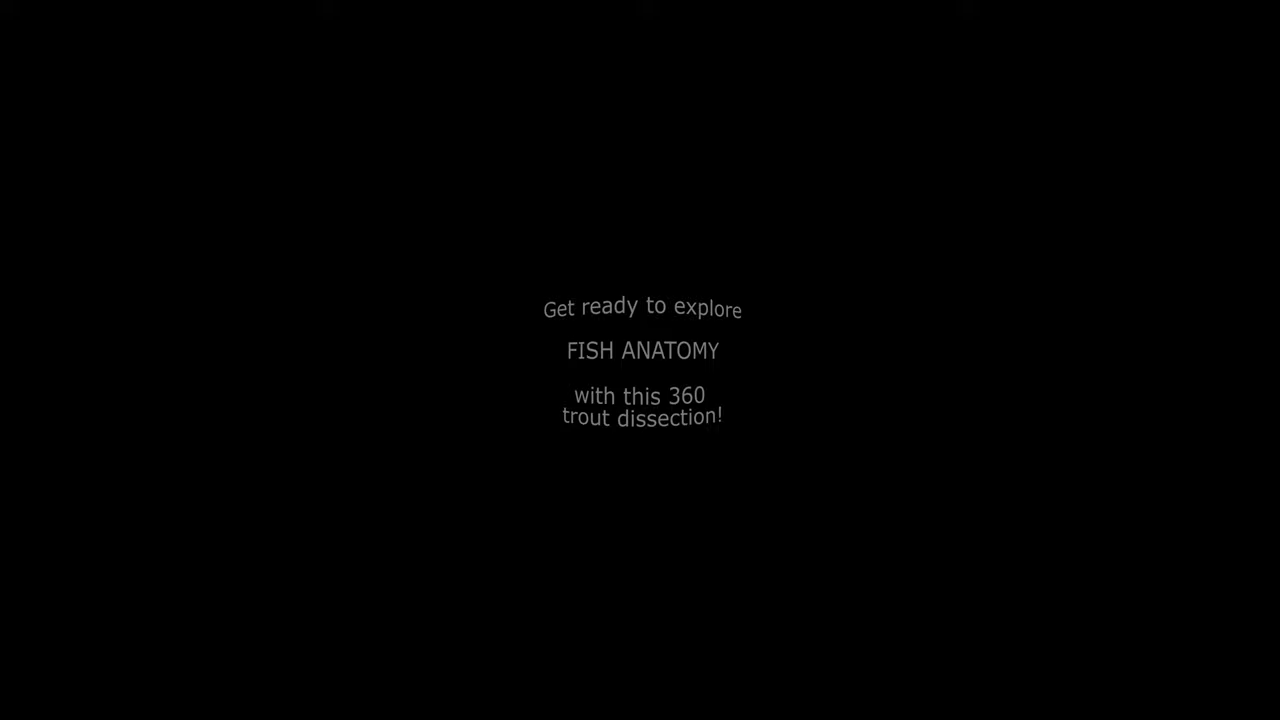 Get ready to explore
FISH ANATOMY
with this 360
trout dissection!